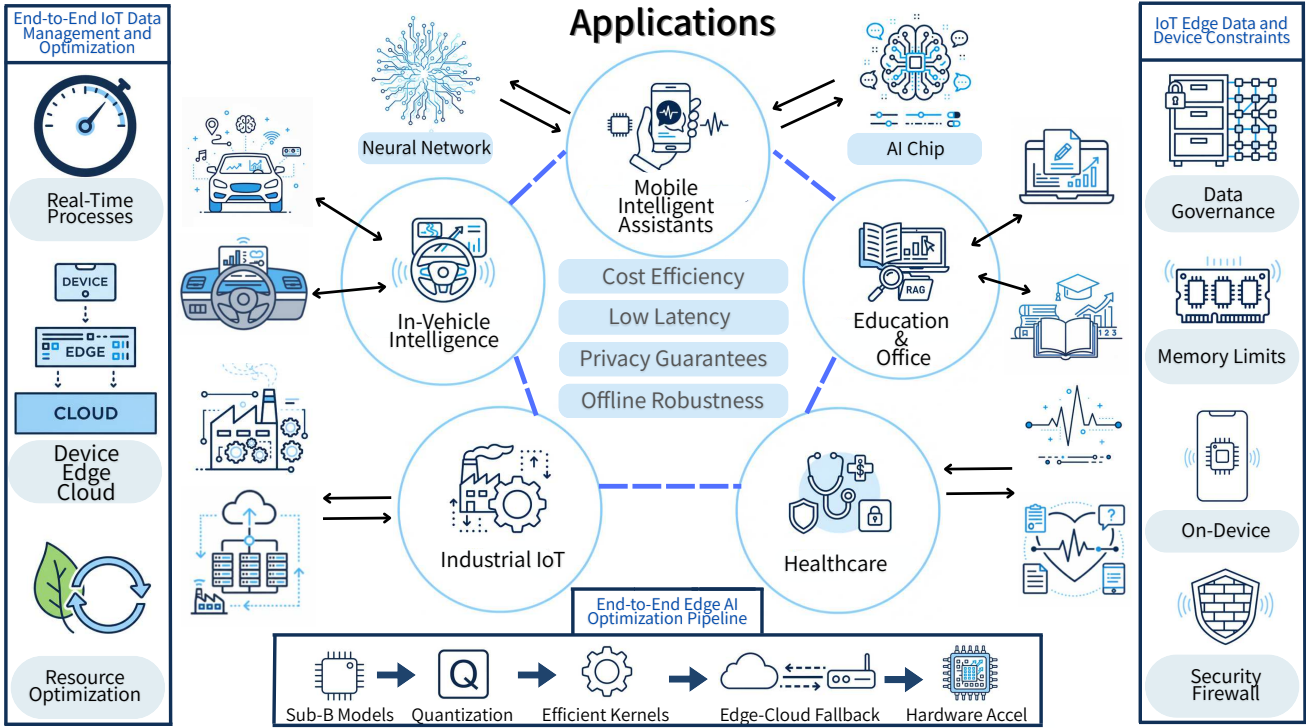 Applications
End-to-End IoT Data
Management and
Optimization
Real-Time
Processes
DEVICE
EDGE
CLOUD
Device
Edge
Cloud
Resource
Optimization
Neural Network
AI Chip
Mobile
Intelligent
Assistants
In-Vehicle
Intelligence
RAG
Education
&
Office
1 2 3
Cost Efficiency
Low Latency
Privacy Guarantees
Offline Robustness
Industrial IoT
$
Healthcare
?
End-to-End Edge AI
Optimization Pipeline
Q
Sub-B Models
Quantization
Efficient Kernels
Edge-Cloud Fallback
Hardware Accel
IoT Edge Data and
Device Constraints
Data
Governance
Memory Limits
On-Device
Security
Firewall